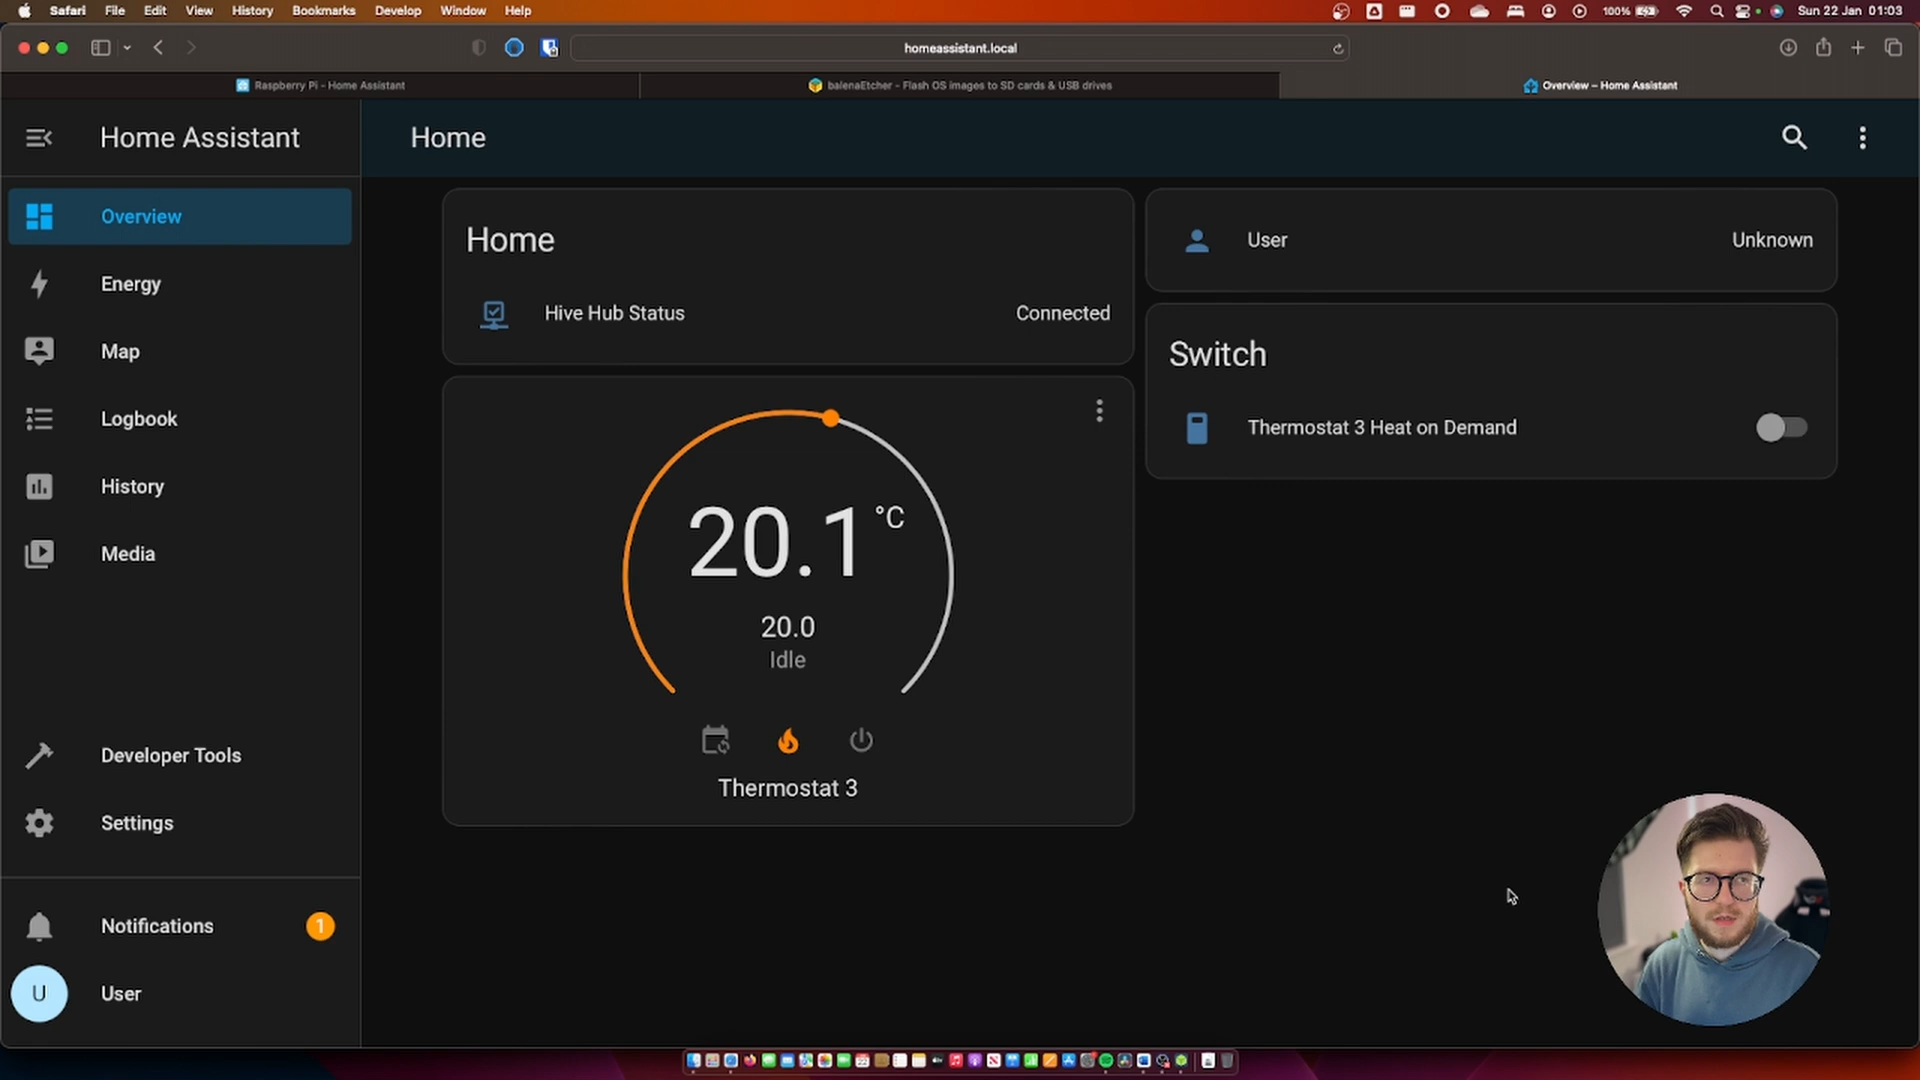 Safari File Edit View History Bookmarks Develop Window Help 100% Sun 22 Jan 01:03
homeassistant.local
Raspberry Pi - Home Assistant
balenaEtcher - Flash OS images to SD cards & USB drives
Overview – Home Assistant
Home Assistant
Home
Overview
Energy
Map
Logbook
History
Media
Developer Tools
Settings
Notifications 1
U User
Home
Hive Hub Status Connected
20.1 °C
20.0
Idle
Thermostat 3
User Unknown
Switch
Thermostat 3 Heat on Demand